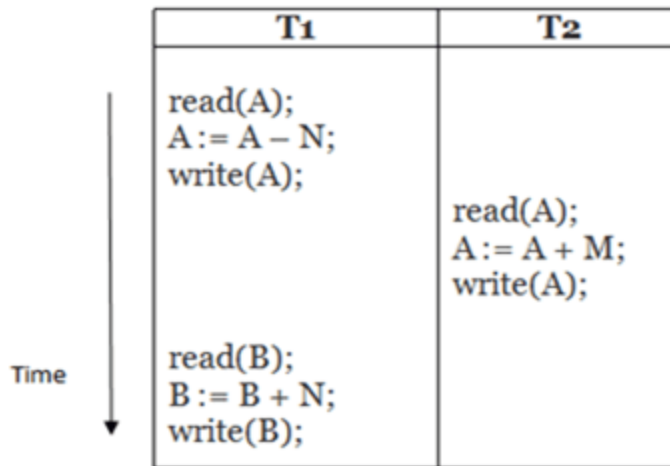 T1 T2
read(A);
A := A – N;
write(A);
read(A);
A := A + M;
write(A);
read(B);
Time
B := B + N;
write(B);